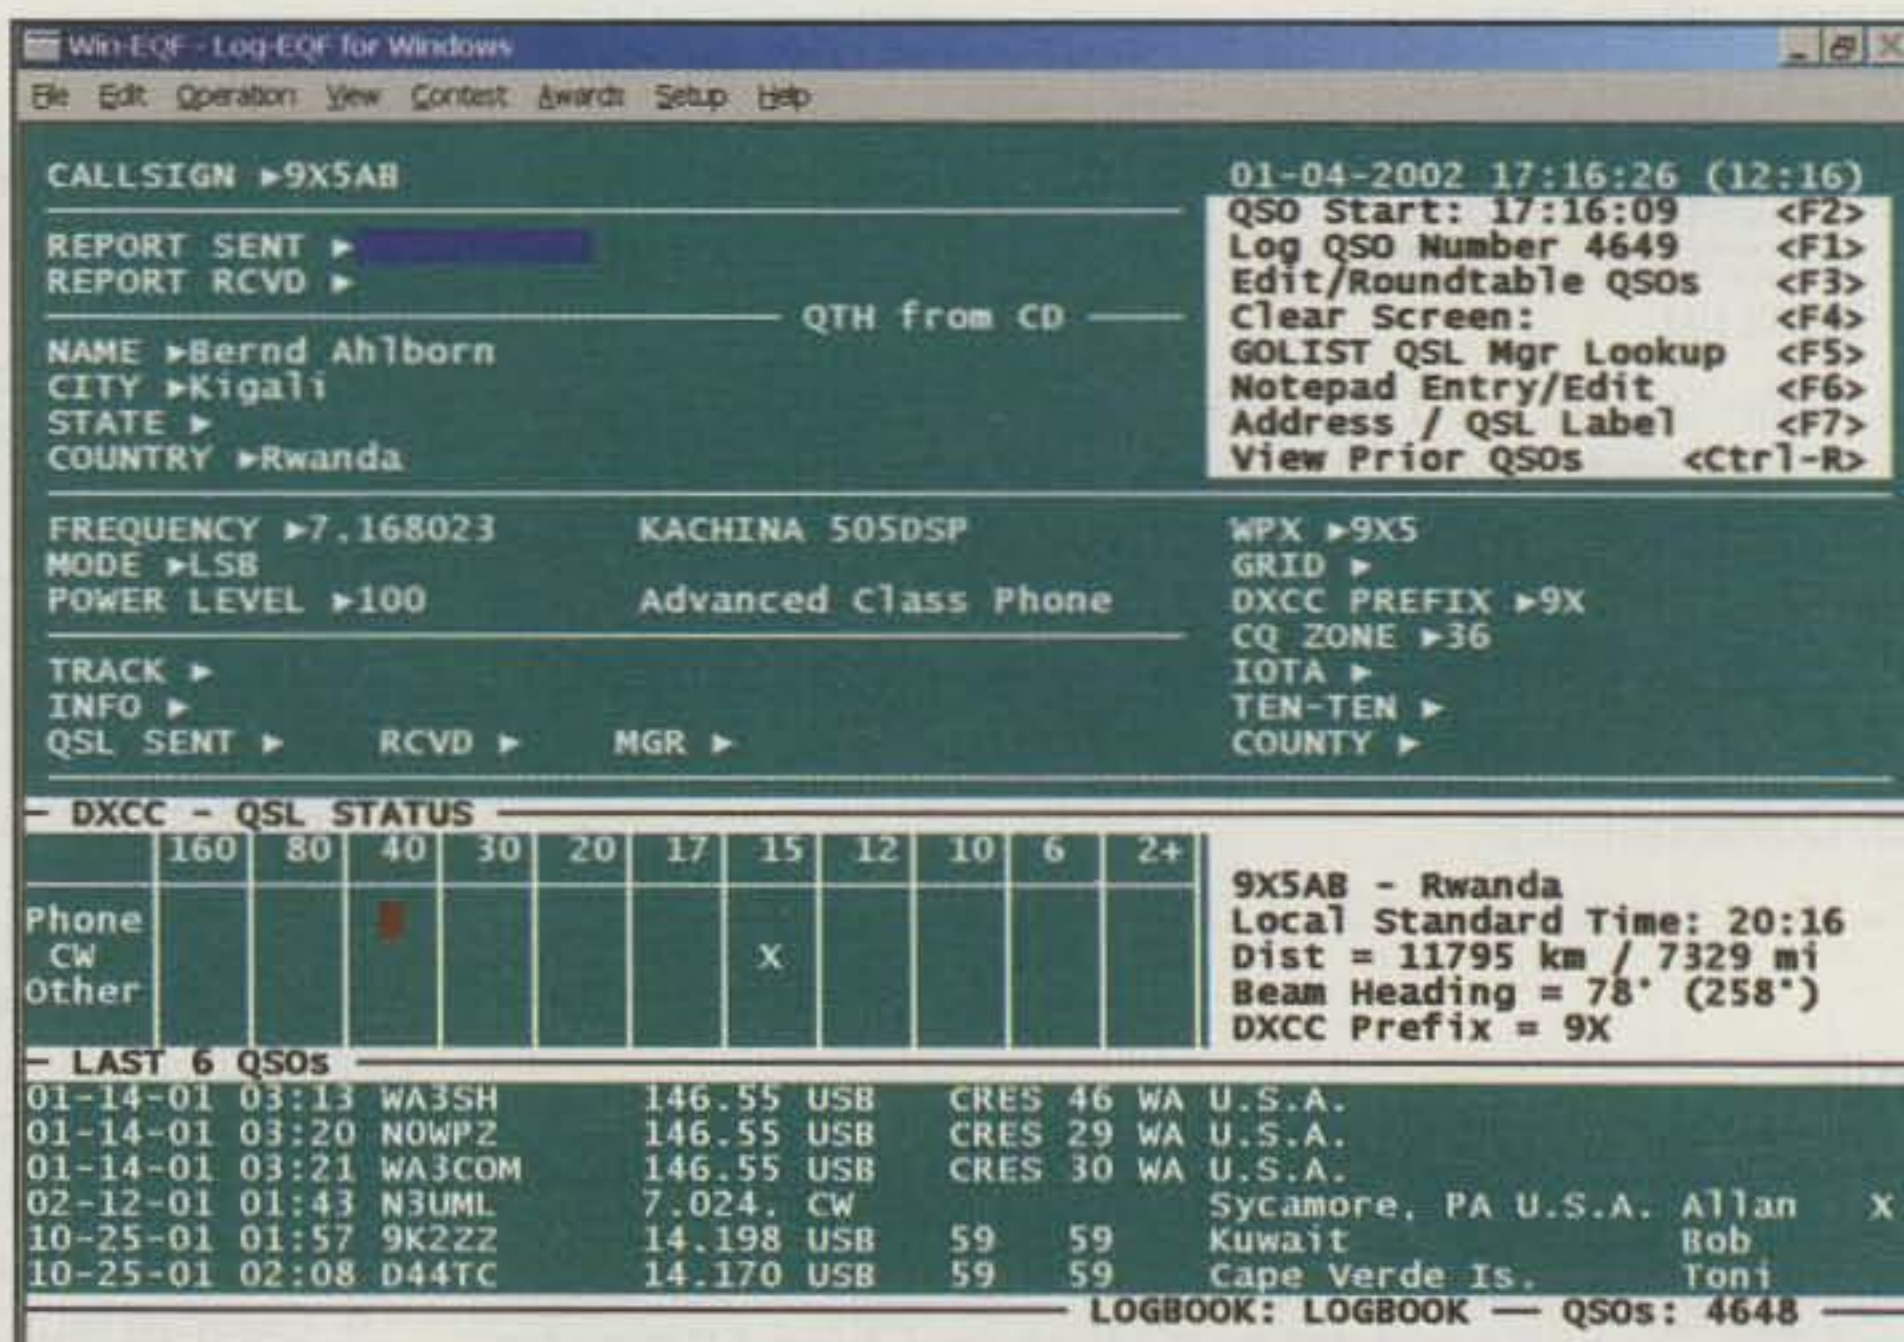 Win-EQF - Log-EQF for Windows
File Edit Operation View Contest Awards Setup Help
CALLSIGN ►9X5AB
01-04-2002 17:16:26 (12:16)
REPORT SENT ►
REPORT RCVD ►
QTH from CD
NAME ►Bernd Ahlborn
CITY ►Kigali
STATE ►
COUNTRY ►Rwanda
QSO Start: 17:16:09 <F2>
Log QSO Number 4649 <F1>
Edit/Roundtable QSOs <F3>
Clear Screen: <F4>
GOLIST QSL Mgr Lookup <F5>
Notepad Entry/Edit <F6>
Address / QSL Label <F7>
View Prior QSOs <Ctrl-R>
FREQUENCY ►7.168023 KACHINA 505DSP
MODE ►LSB
POWER LEVEL ►100 Advanced Class Phone
TRACK ►
INFO ►
QSL SENT ► RCVD ► MGR ►
WPX ►9X5
GRID ►
DXCC PREFIX ►9X
CQ ZONE ►36
IOTA ►
TEN-TEN ►
COUNTY ►
DXCC - QSL STATUS
160 80 40 30 20 17 15 12 10 6 2+
Phone
CW X
Other
9X5AB - Rwanda
Local Standard Time: 20:16
Dist = 11795 km / 7329 mi
Beam Heading = 78° (258°)
DXCC Prefix = 9X
LAST 6 QSOs
01-14-01 03:13 WA3SH 146.55 USB CRES 46 WA U.S.A.
01-14-01 03:20 N0WPZ 146.55 USB CRES 29 WA U.S.A.
01-14-01 03:21 WA3COM 146.55 USB CRES 30 WA U.S.A.
02-12-01 01:43 N3UML 7.024. CW Sycamore, PA U.S.A. Allan X
10-25-01 01:57 9K2ZZ 14.198 USB 59 59 Kuwait Bob
10-25-01 02:08 D44TC 14.170 USB 59 59 Cape Verde Is. Toni
LOGBOOK: LOGBOOK — QSOs: 4648